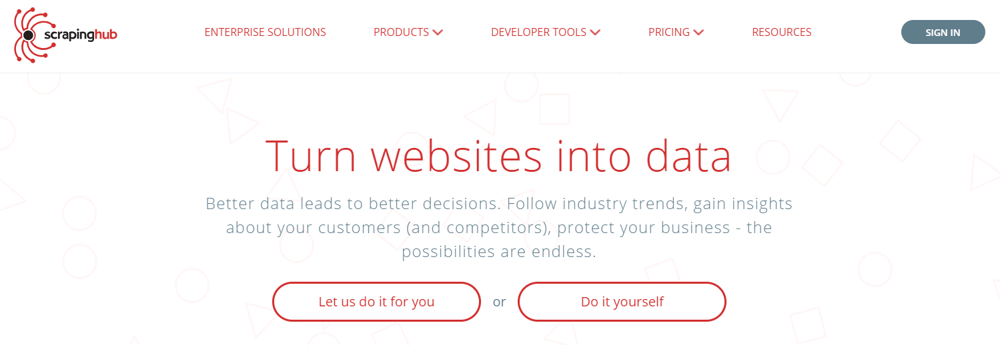 scrapinghub
ENTERPRISE SOLUTIONS
PRODUCTS
DEVELOPER TOOLS
PRICING
RESOURCES
SIGN IN
Turn websites into data
Better data leads to better decisions. Follow industry trends, gain insights
about your customers (and competitors), protect your business - the
possibilities are endless.
Let us do it for you
or
Do it yourself